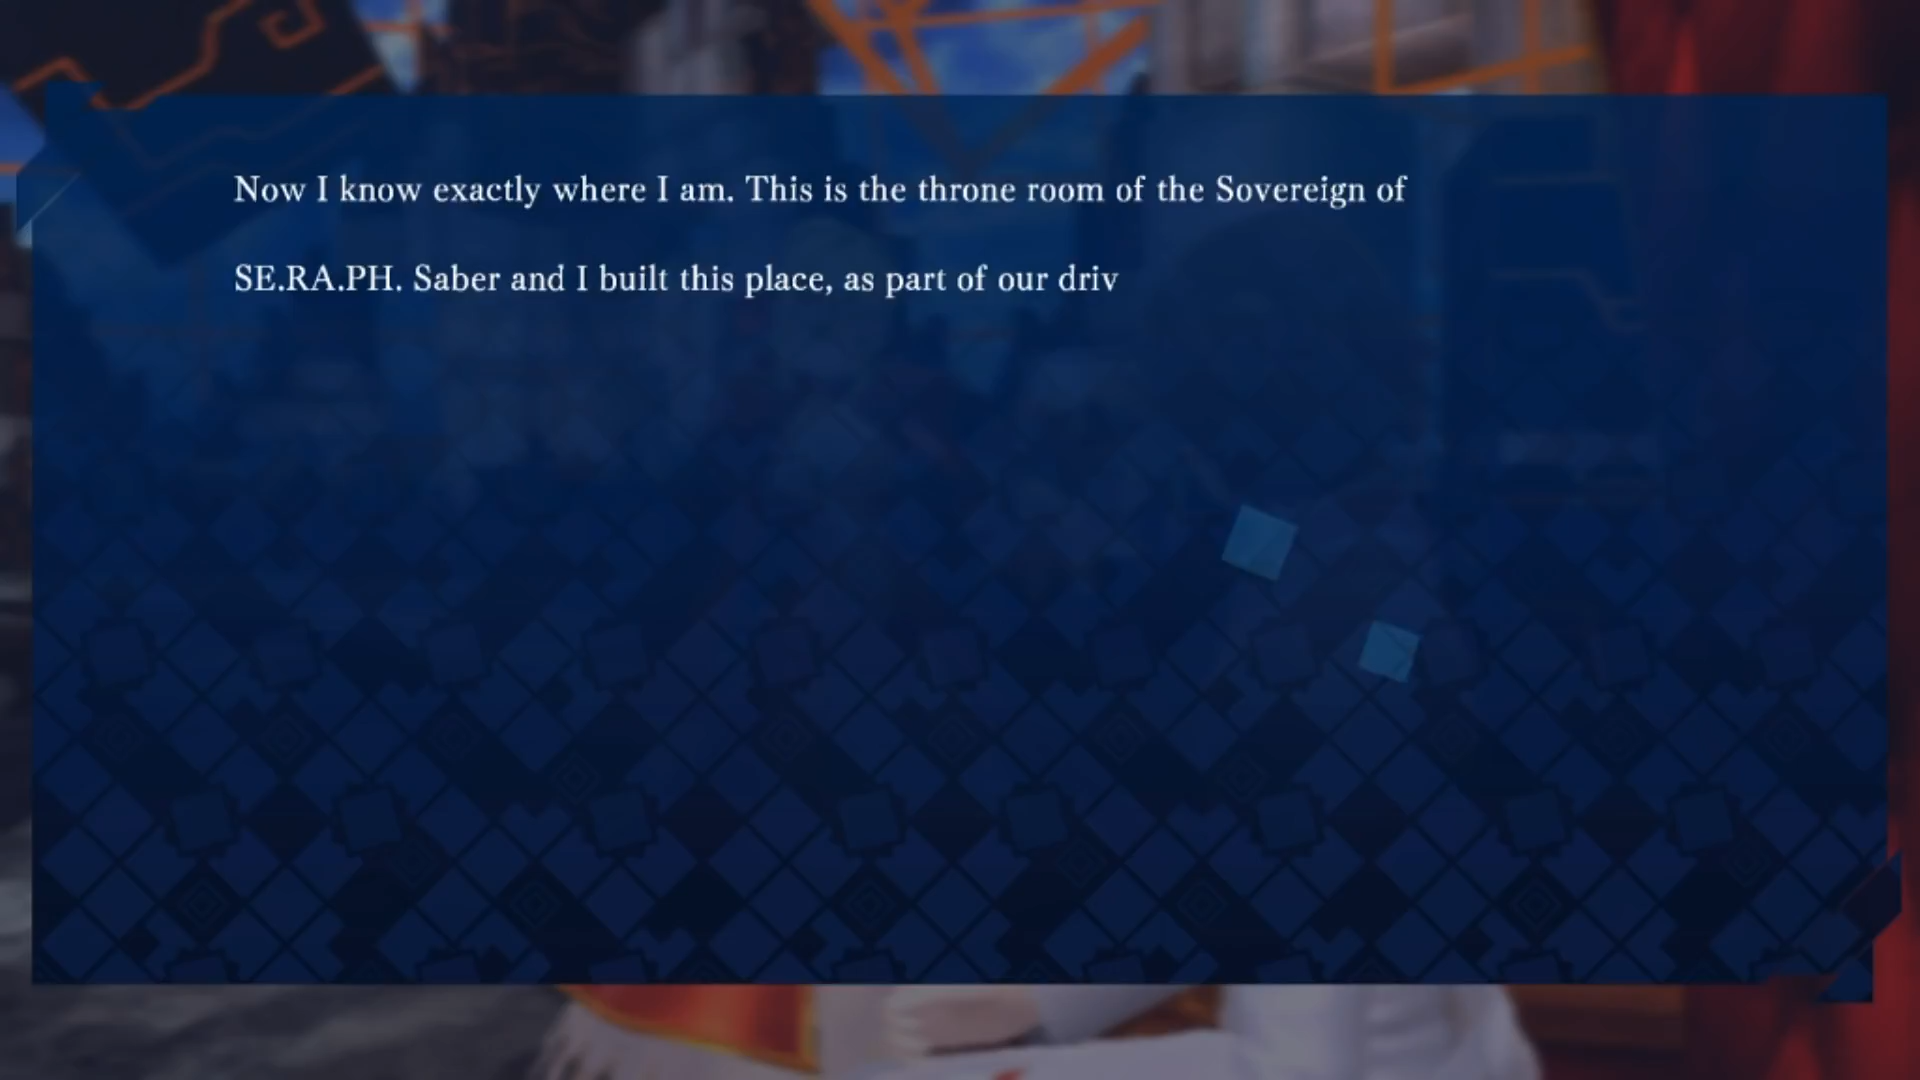 Now I know exactly where I am. This is the throne room of the Sovereign of
SE.RA.PH. Saber and I built this place, as part of our driv